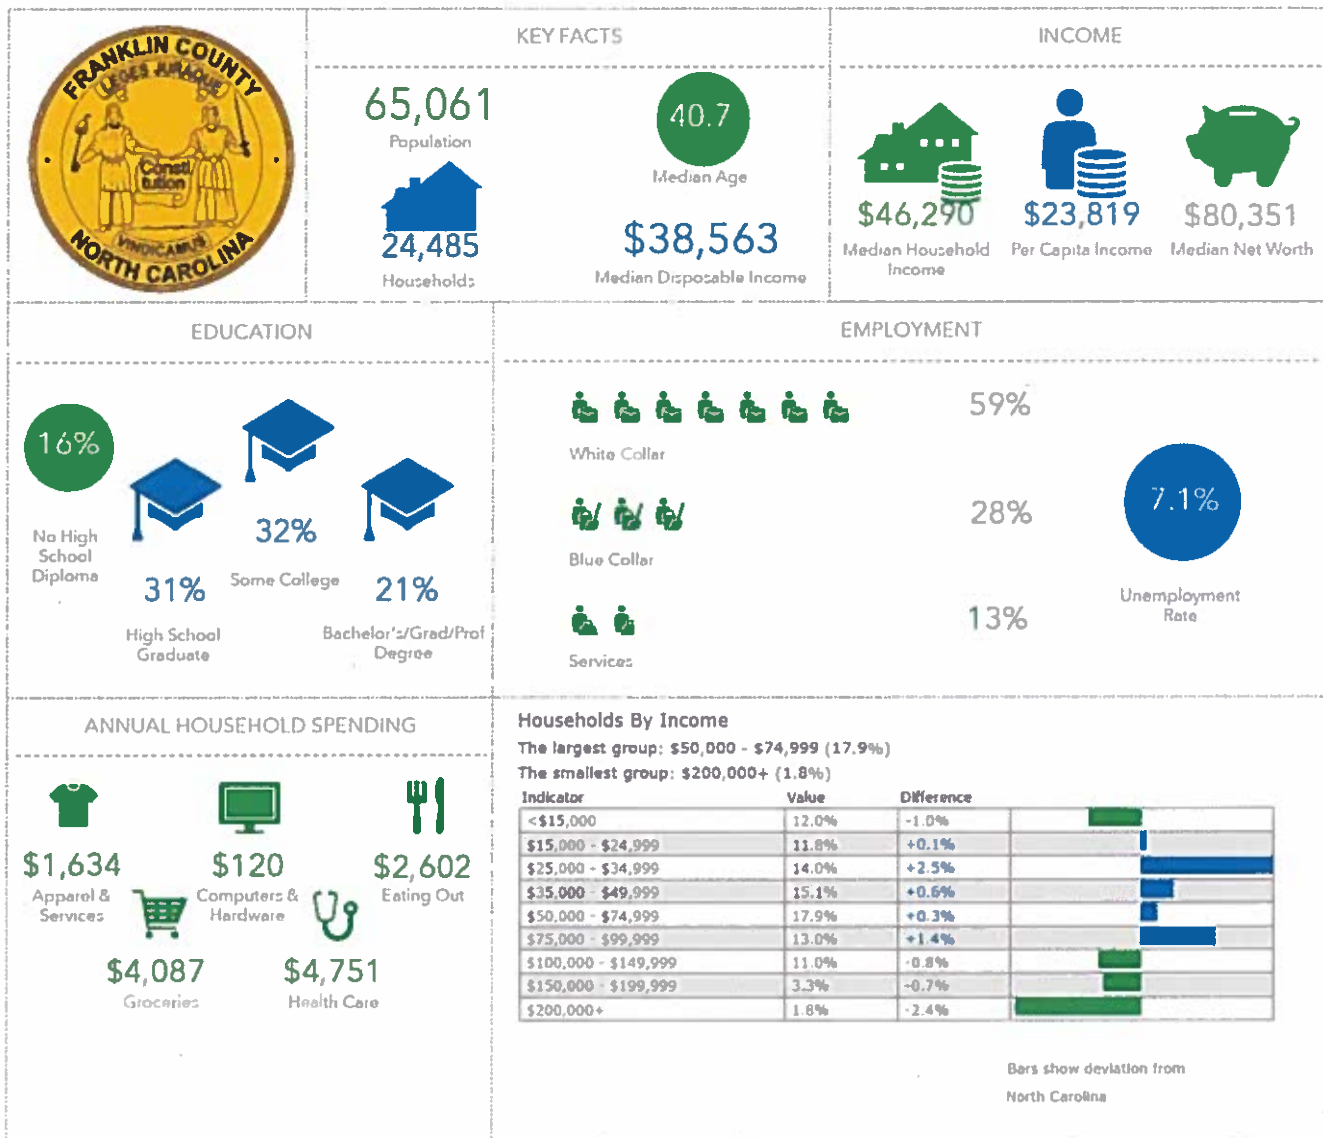 FRANKLIN COUNTY
LEGES JURAQUE
Consti
tution
VINDICAMUS
NORTH CAROLINA
KEY FACTS
65,061
Population
24,485
Households
40.7
Median Age
$38,563
Median Disposable Income
INCOME
$46,290
Median Household
Income
$23,819
Per Capita Income
$80,351
Median Net Worth
EDUCATION
16%
No High
School
Diploma
31%
High School
Graduate
32%
Some College
21%
Bachelor's/Grad/Prof
Degree
EMPLOYMENT
59%
White Collar
28%
Blue Collar
13%
Services
7.1%
Unemployment
Rate
ANNUAL HOUSEHOLD SPENDING
$1,634
Apparel &
Services
$120
Computers &
Hardware
$2,602
Eating Out
$4,087
Groceries
$4,751
Health Care
Households By Income
The largest group: $50,000 - $74,999 (17.9%)
The smallest group: $200,000+ (1.8%)
Indicator Value Difference
<$15,000 12.0% -1.0%
$15,000 - $24,999 11.8% +0.1%
$25,000 - $34,999 14.0% +2.5%
$35,000 - $49,999 15.1% +0.6%
$50,000 - $74,999 17.9% +0.3%
$75,000 - $99,999 13.0% +1.4%
$100,000 - $149,999 11.0% -0.8%
$150,000 - $199,999 3.3% -0.7%
$200,000+ 1.8% -2.4%
Bars show deviation from
North Carolina